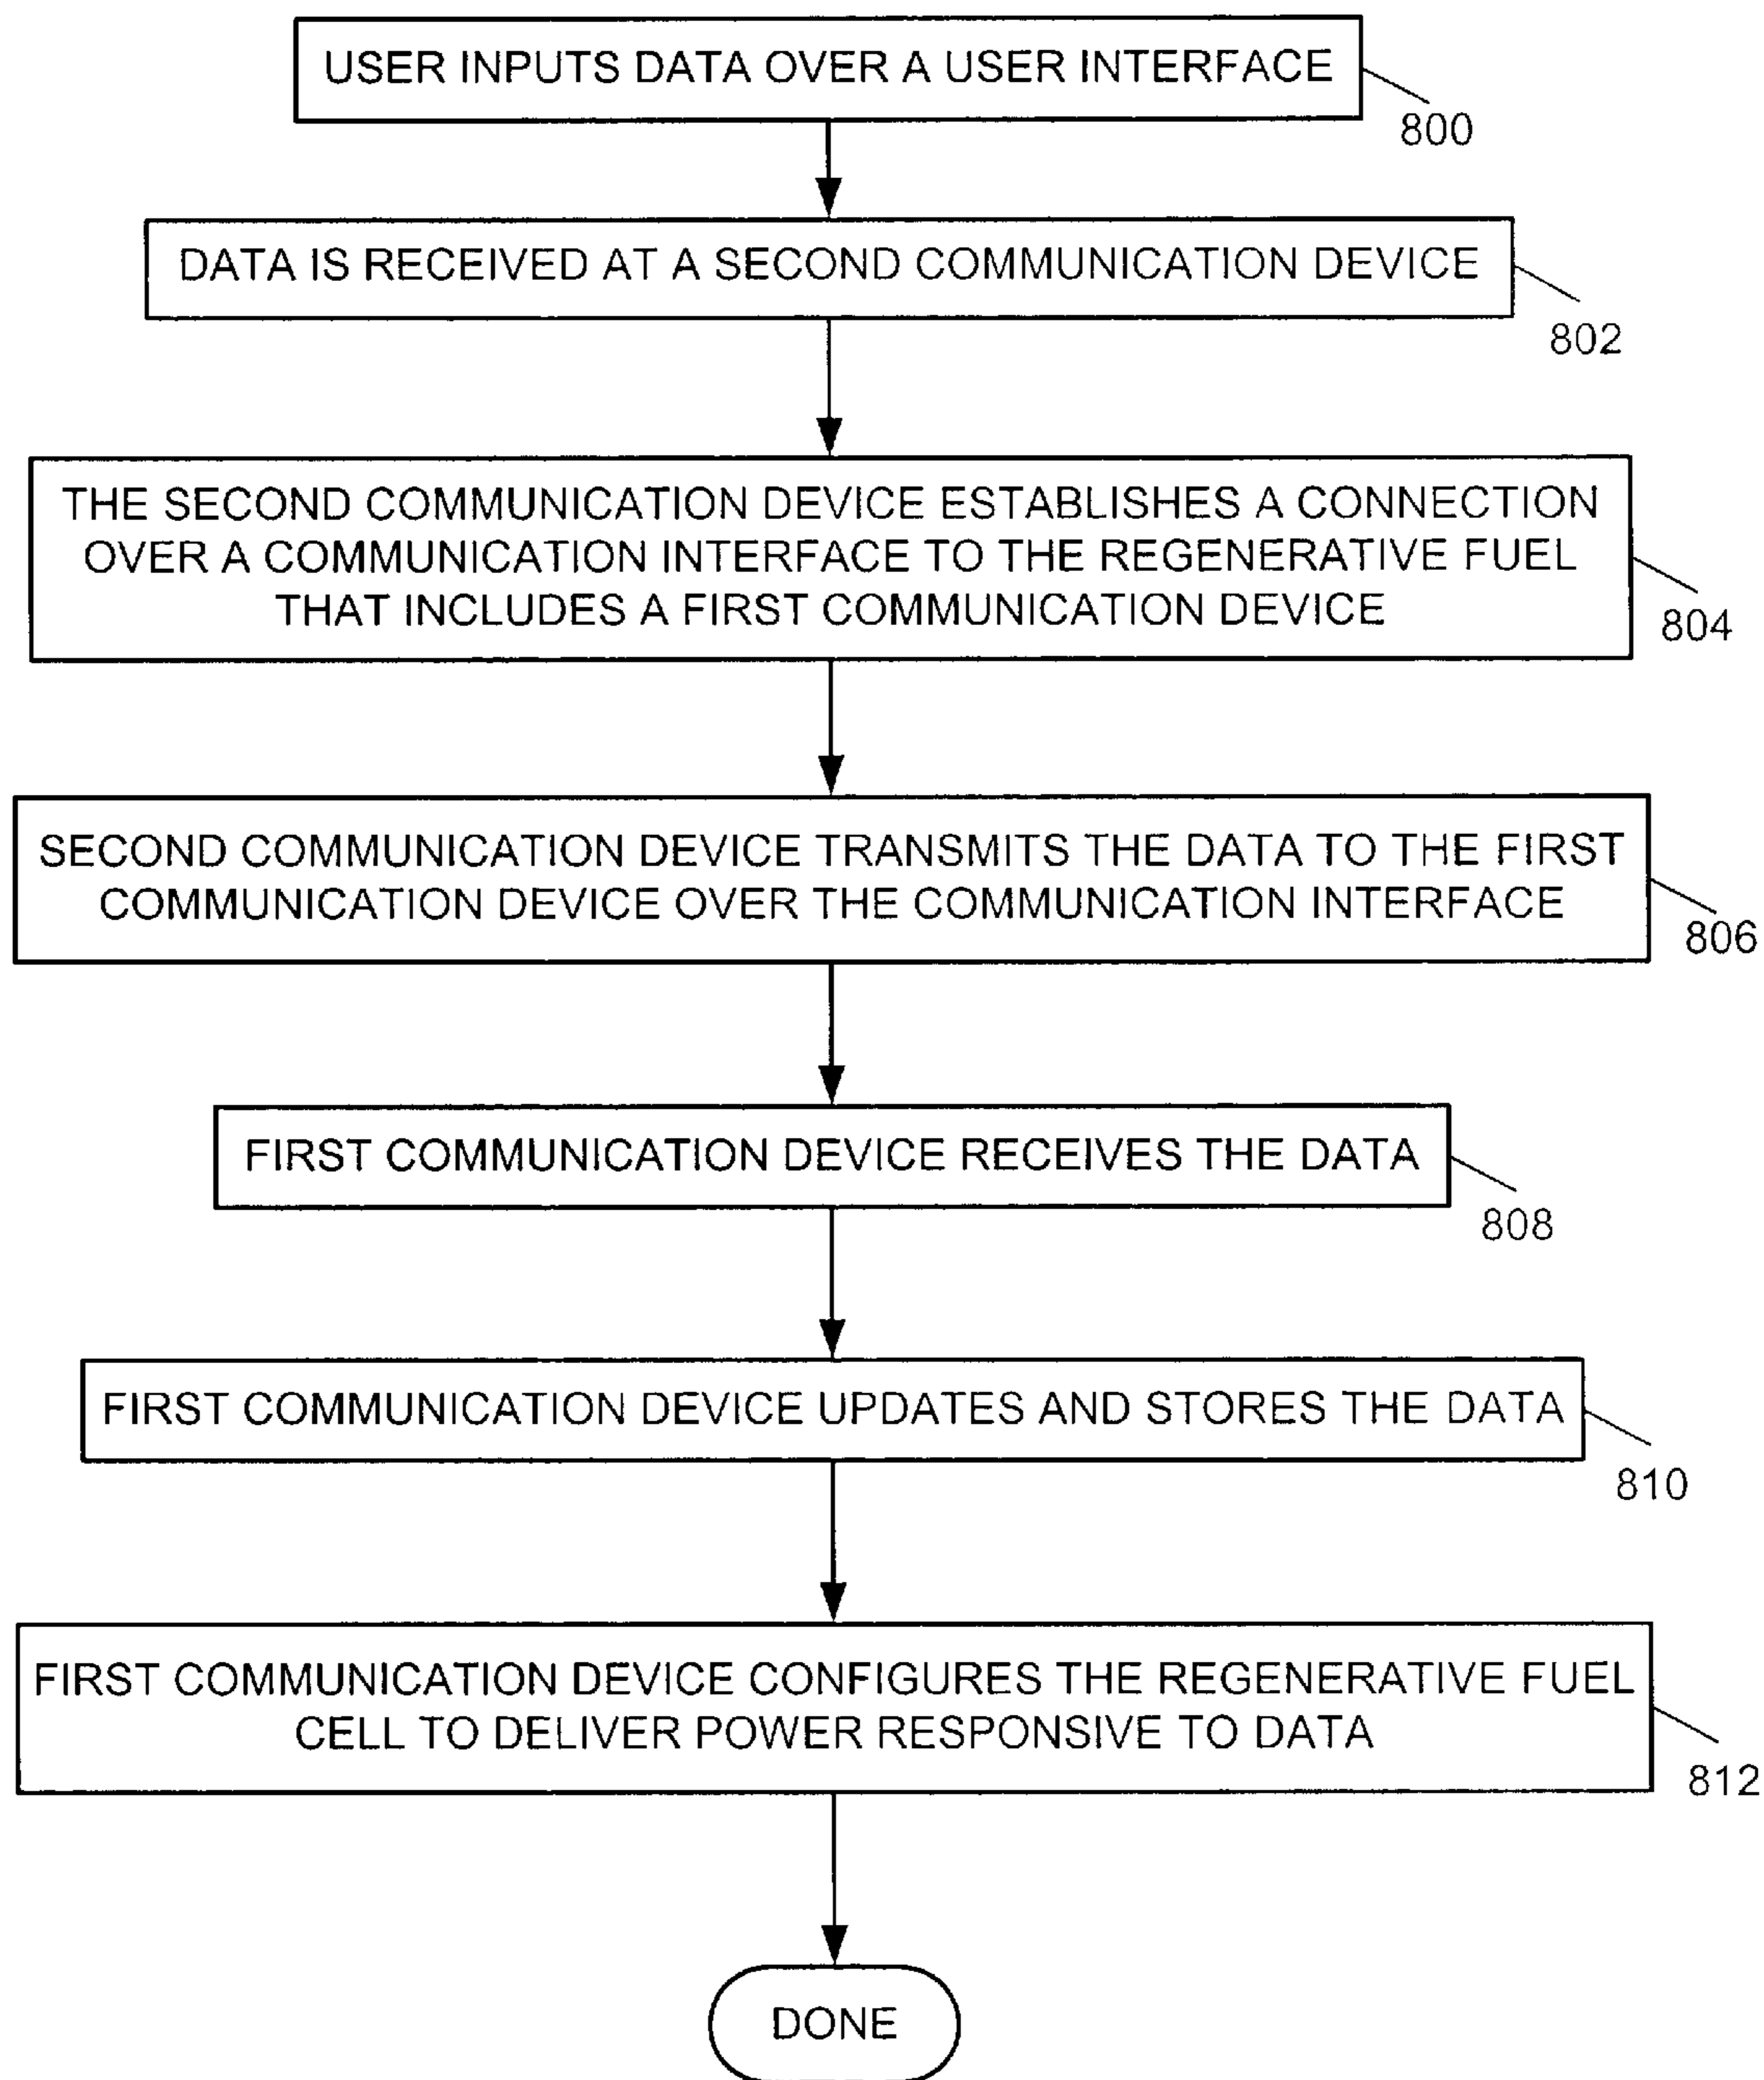 USER INPUTS DATA OVER A USER INTERFACE
800
DATA IS RECEIVED AT A SECOND COMMUNICATION DEVICE
802
THE SECOND COMMUNICATION DEVICE ESTABLISHES A CONNECTION
OVER A COMMUNICATION INTERFACE TO THE REGENERATIVE FUEL
THAT INCLUDES A FIRST COMMUNICATION DEVICE
804
SECOND COMMUNICATION DEVICE TRANSMITS THE DATA TO THE FIRST
COMMUNICATION DEVICE OVER THE COMMUNICATION INTERFACE
806
FIRST COMMUNICATION DEVICE RECEIVES THE DATA
808
FIRST COMMUNICATION DEVICE UPDATES AND STORES THE DATA
810
FIRST COMMUNICATION DEVICE CONFIGURES THE REGENERATIVE FUEL
CELL TO DELIVER POWER RESPONSIVE TO DATA
812
DONE